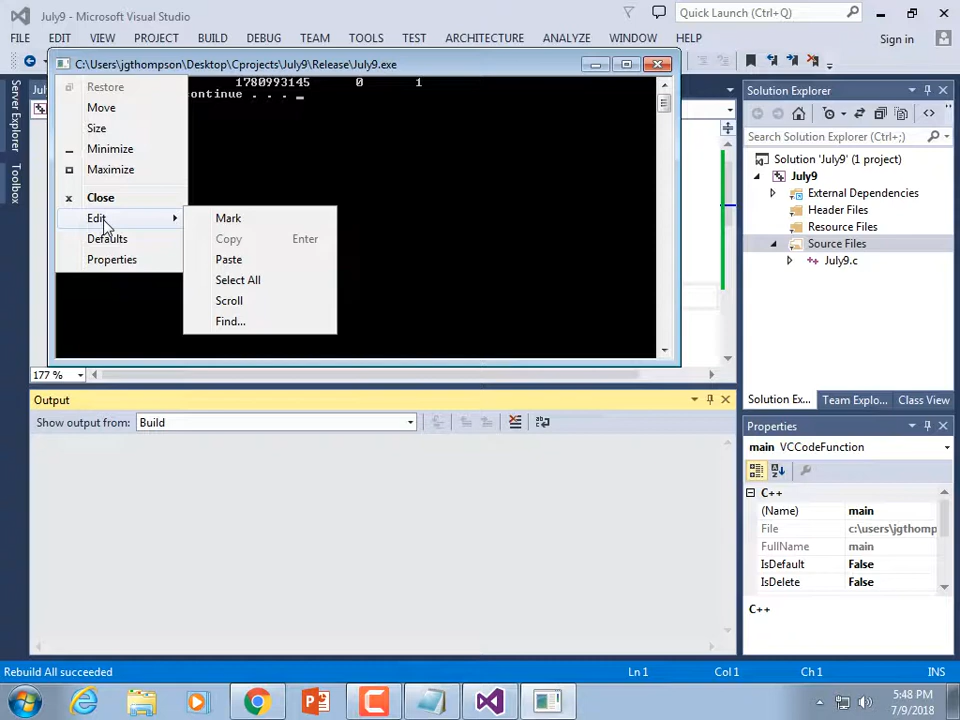 July9 - Microsoft Visual Studio
Quick Launch (Ctrl+;)
FILE EDIT VIEW PROJECT BUILD DEBUG TEAM TOOLS TEST ARCHITECTURE ANALYZE WINDOW HELP
Sign in
C:\Users\jgthompson\Desktop\Cprojects\July9\Release\July9.exe
1780993145 0 1
ontinue . . . _
Restore
Move
Size
Minimize
Maximize
Close
Edit
Defaults
Properties
Mark
Copy Enter
Paste
Select All
Scroll
Find...
Server Explorer
Toolbox
177 %
Solution Explorer
Search Solution Explorer (Ctrl+;)
Solution 'July9' (1 project)
July9
External Dependencies
Header Files
Resource Files
Source Files
July9.c
Solution Ex... Team Explo... Class View
Output
Show output from: Build
Properties
main VCCodeFunction
C++
(Name) main
File c:\users\jgthomp
FullName main
IsDefault False
IsDelete False
C++
Rebuild All succeeded
Ln 1 Col 1 Ch 1 INS
5:48 PM
7/9/2018